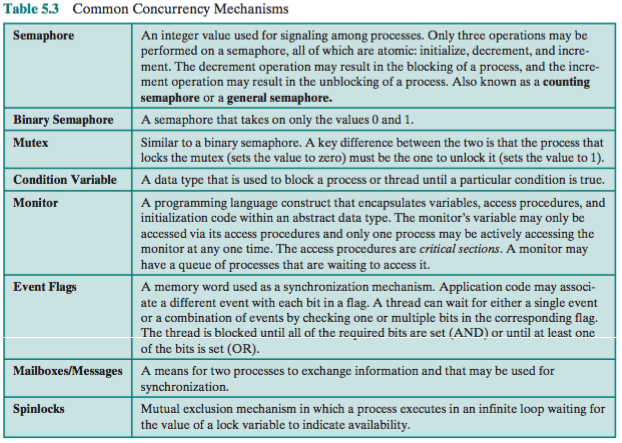 Table 5.3 Common Concurrency Mechanisms
Semaphore
An integer value used for signaling among processes. Only three operations may be
performed on a semaphore, all of which are atomic: initialize, decrement, and incre-
ment. The decrement operation may result in the blocking of a process, and the incre-
ment operation may result in the unblocking of a process. Also known as a counting
semaphore or a general semaphore.
Binary Semaphore
A semaphore that takes on only the values 0 and 1.
Mutex
Similar to a binary semaphore. A key difference between the two is that the process that
locks the mutex (sets the value to zero) must be the one to unlock it (sets the value to 1).
Condition Variable
A data type that is used to block a process or thread until a particular condition is true.
Monitor
A programming language construct that encapsulates variables, access procedures, and
initialization code within an abstract data type. The monitor's variable may only be
accessed via its access procedures and only one process may be actively accessing the
monitor at any one time. The access procedures are critical sections. A monitor may
have a queue of processes that are waiting to access it.
Event Flags
A memory word used as a synchronization mechanism. Application code may associ-
ate a different event with each bit in a flag. A thread can wait for either a single event
or a combination of events by checking one or multiple bits in the corresponding flag.
The thread is blocked until all of the required bits are set (AND) or until at least one
of the bits is set (OR).
Mailboxes/Messages
A means for two processes to exchange information and that may be used for
synchronization.
Spinlocks
Mutual exclusion mechanism in which a process executes in an infinite loop waiting for
the value of a lock variable to indicate availability.